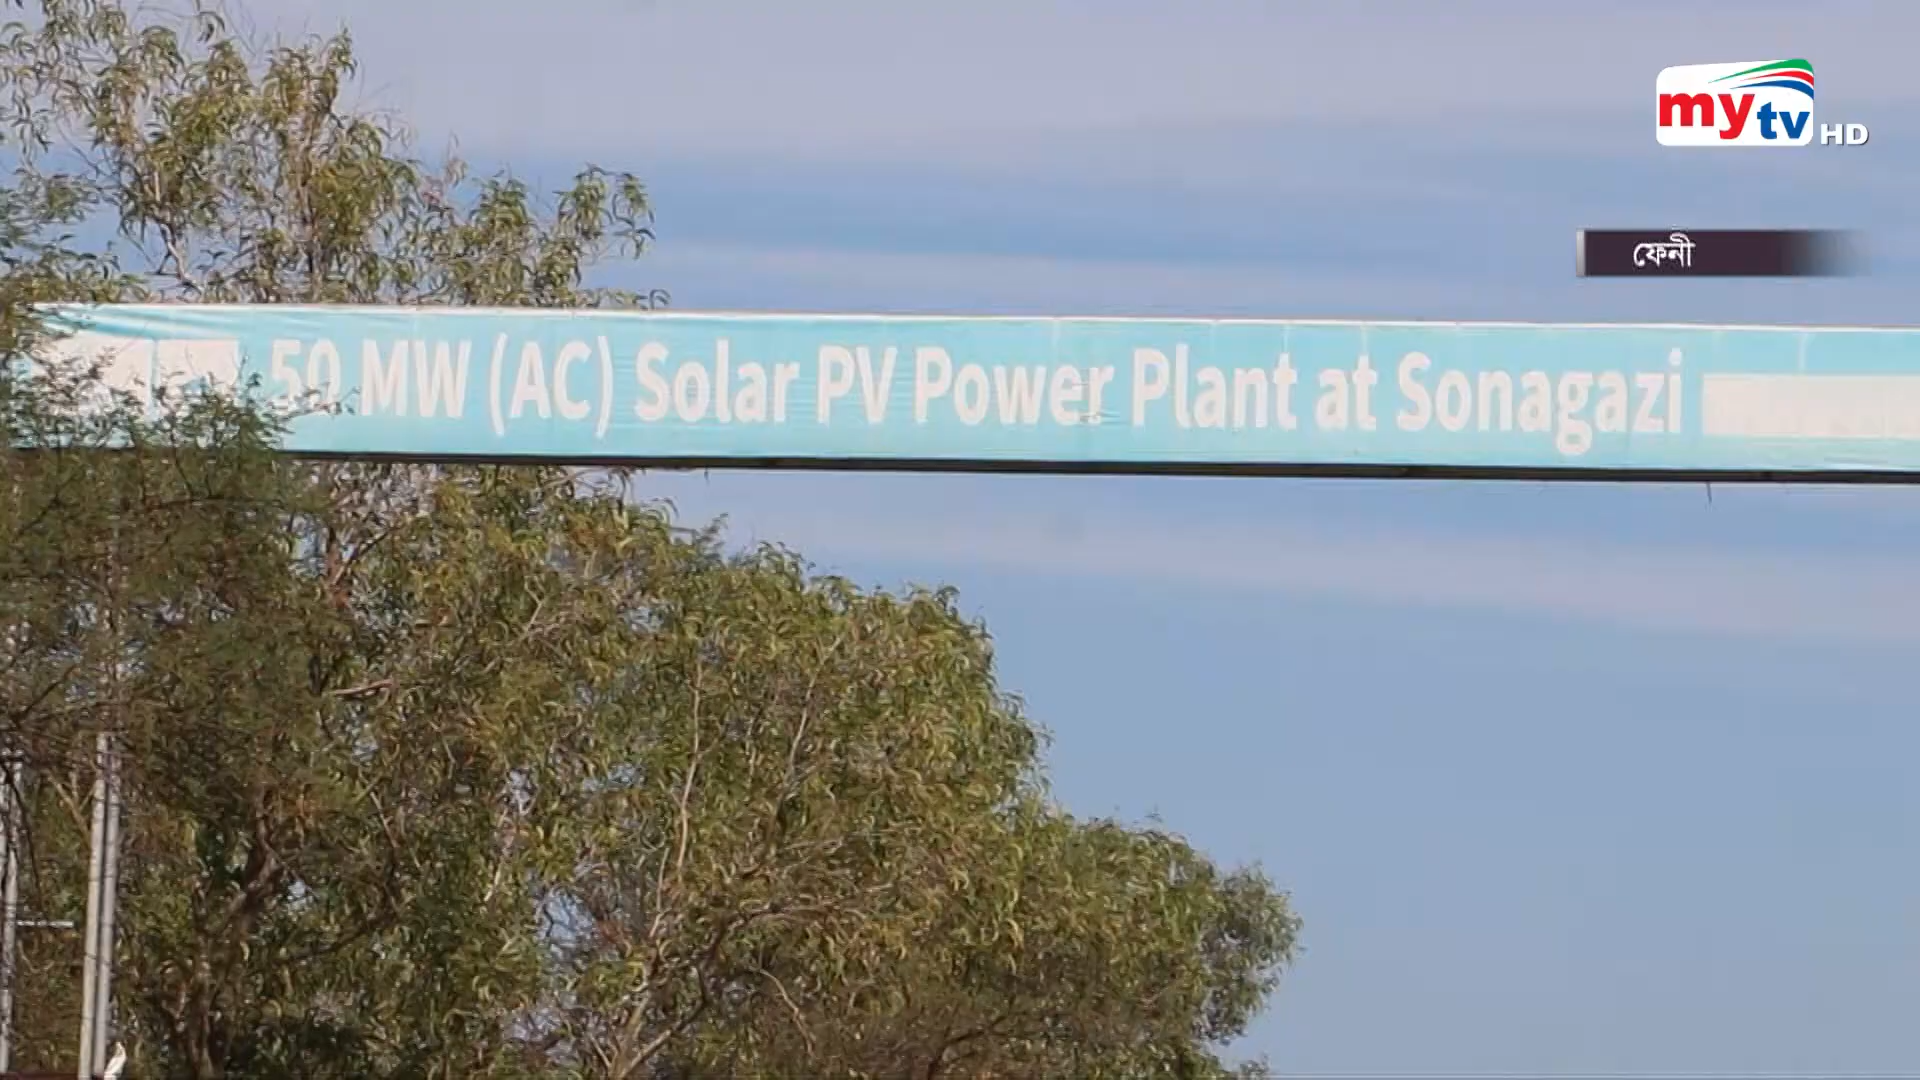 mytv HD
ফেনী
50 MW (AC) Solar PV Power Plant at Sonagazi